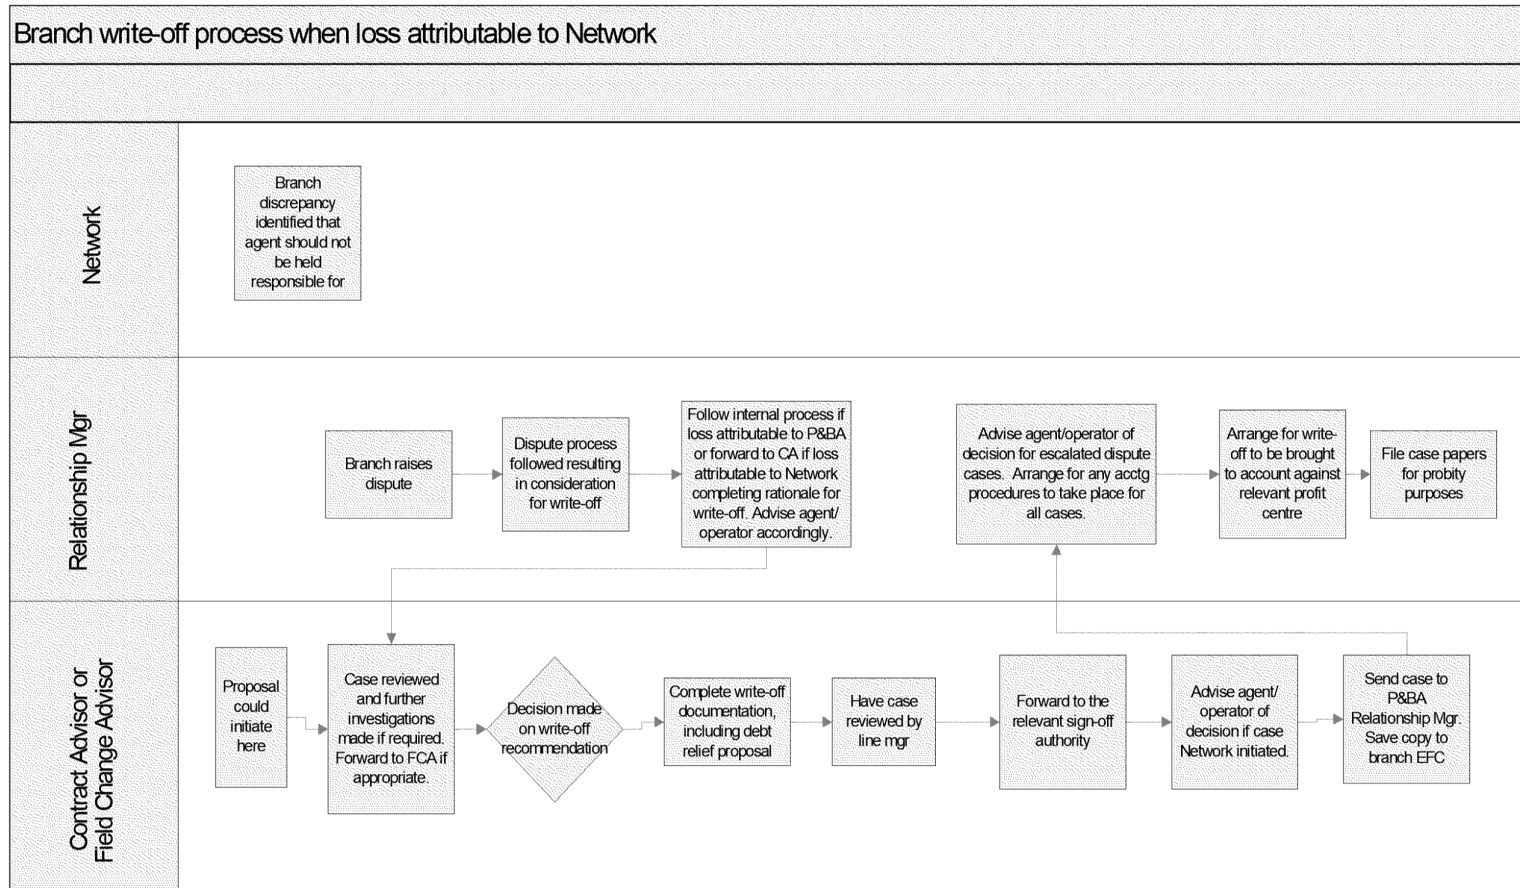 Branch write-off process when loss attributable to Network
Network
Branch
discrepancy
identified that
agent should not
be held
responsible for
Relationship Mgr
Branch raises
dispute
Dispute process
followed resulting
in consideration
for write-off
Follow internal process if
loss attributable to P&BA
or forward to CA if loss
attributable to Network
completing rationale for
write-off. Advise agent/
operator accordingly.
Advise agent/operator of
decision for escalated dispute
cases. Arrange for any acctg
procedures to take place for
all cases.
Arrange for write-
off to be brought
to account against
relevant profit
centre
File case papers
for probity
purposes
Contract Advisor or
Field Change Advisor
Proposal
could
initiate
here
Case reviewed
and further
investigations
made if required.
Forward to FCA if
appropriate.
Decision made
on write-off
recommendation
Complete write-off
documentation,
including debt
relief proposal
Have case
reviewed by
line mgr
Forward to the
relevant sign-off
authority
Advise agent/
operator of
decision if case
Network initiated.
Send case to
P&BA
Relationship Mgr.
Save copy to
branch EFC